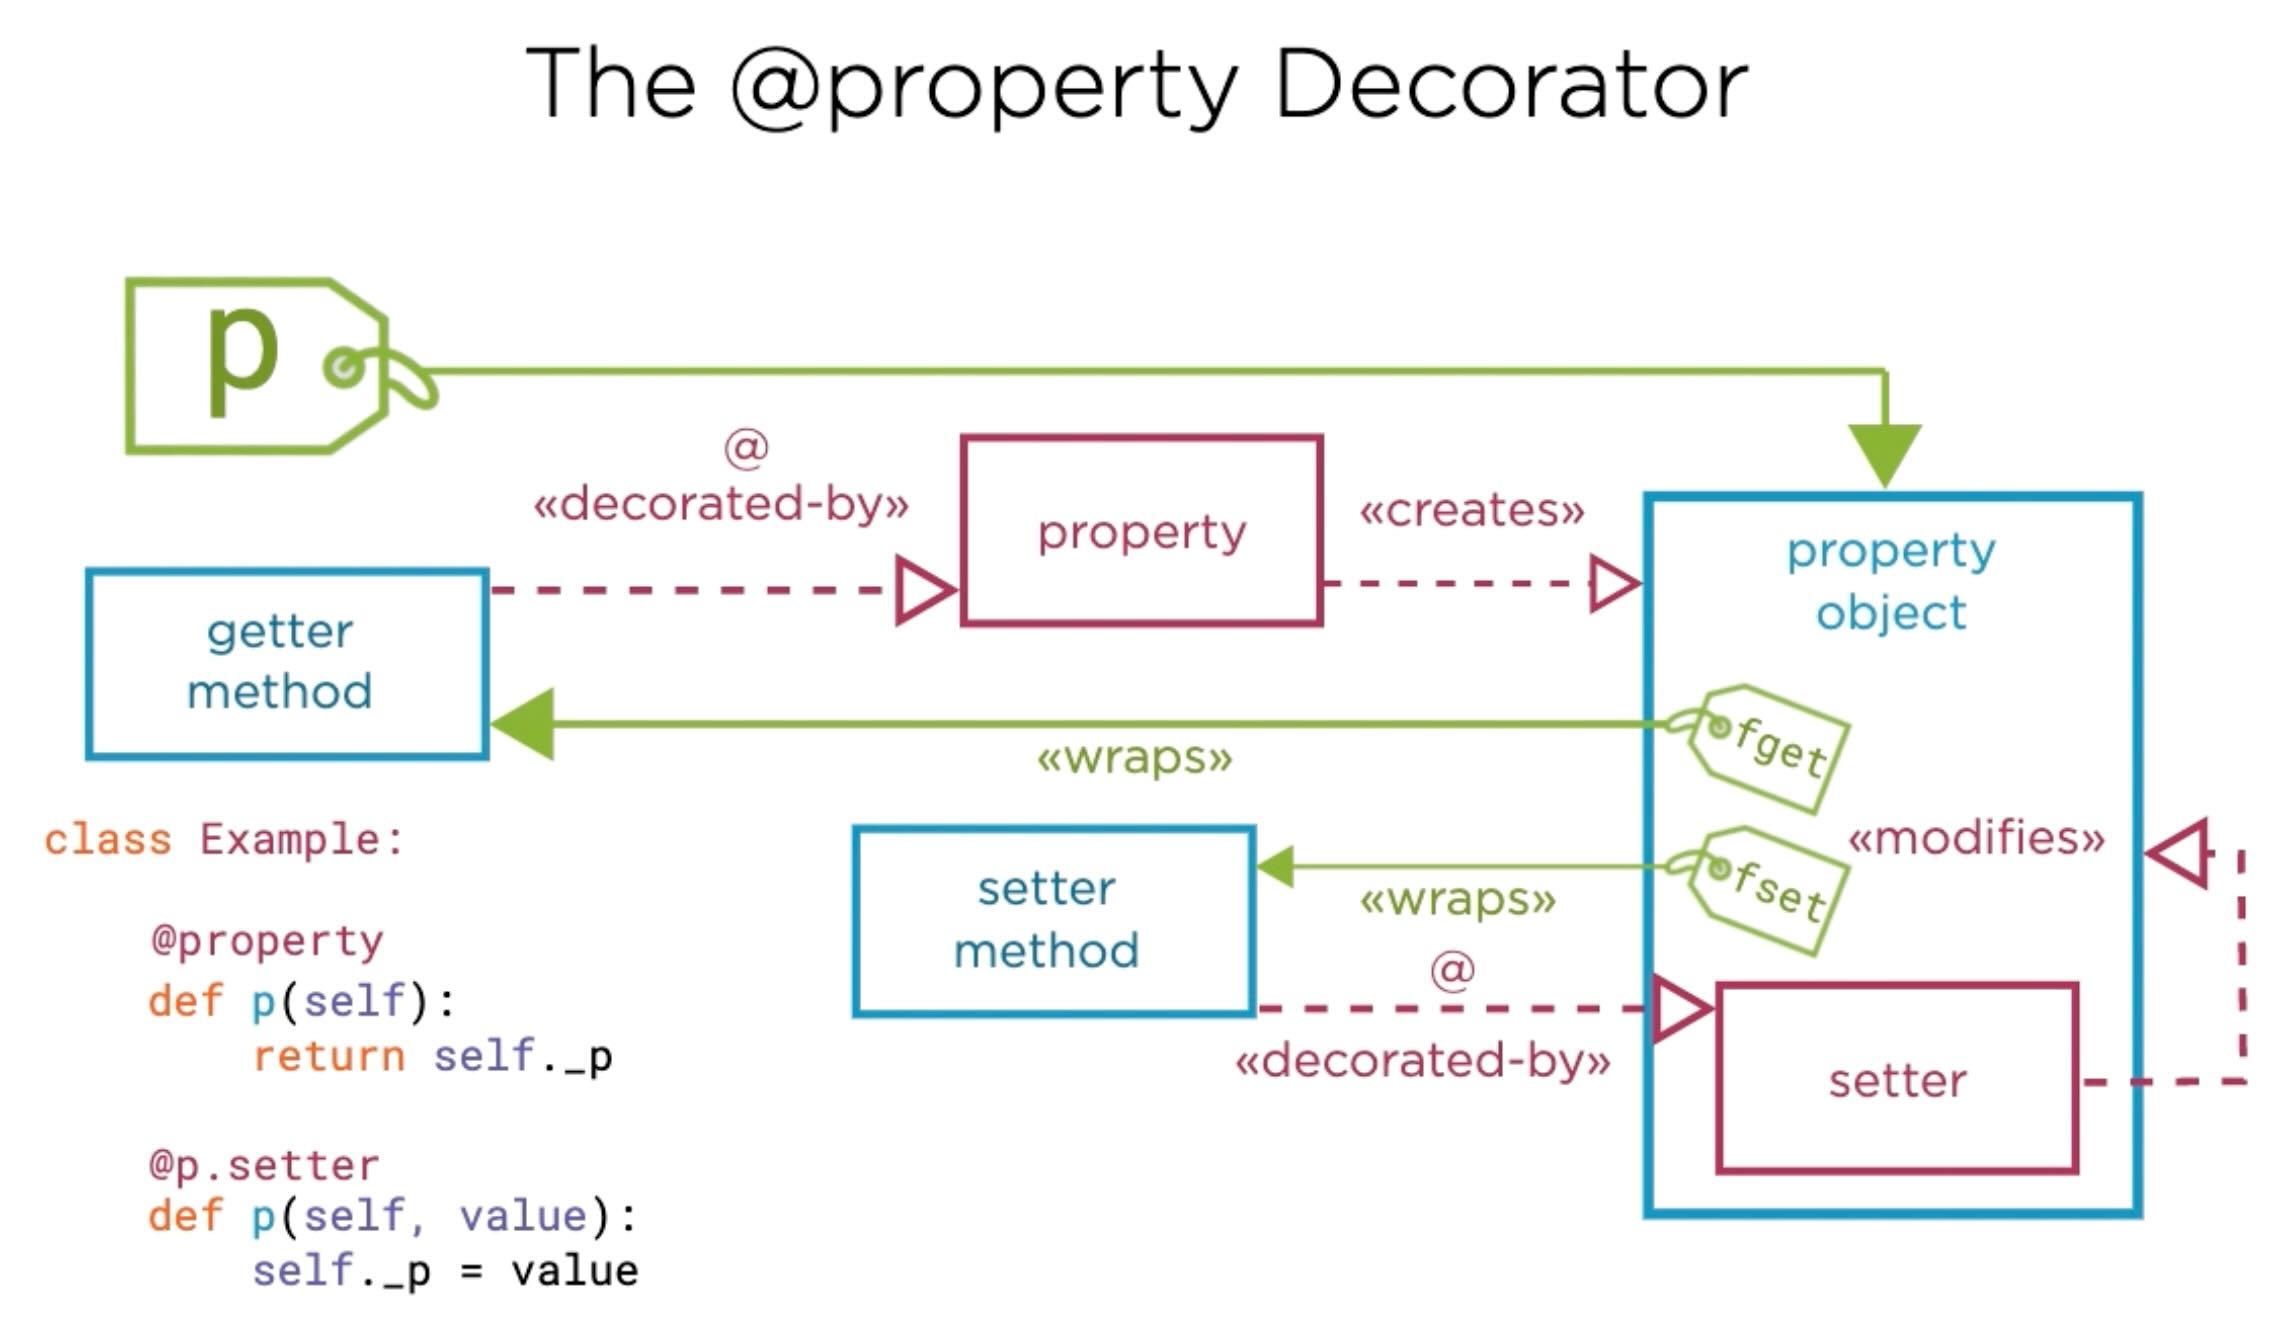 The @property Decorator
p
@
«decorated-by»
property
«creates»
property
object
getter
method
«wraps»
fget
«modifies»
setter
method
«wraps»
fset
@
«decorated-by»
setter
class Example:
@property
def p(self):
return self._p
@p.setter
def p(self, value):
self._p = value